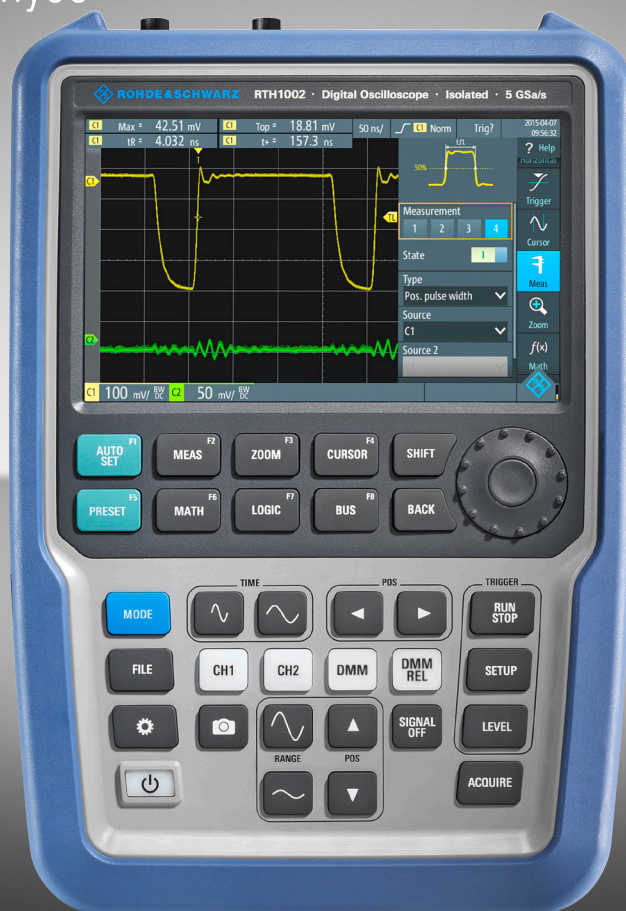 ROHDE&SCHWARZ RTH1002 · Digital Oscilloscope · Isolated · 5 GSa/s
C1 Max = 42.51 mV C1 Top = 18.81 mV 50 ns/ C1 Norm Trig? 2015-04-07
C1 tR = 4.032 ns C1 t+ = 157.3 ns 09:56:32
? Help
Horizontal
50%
Trigger
C1
TL
Measurement
1 2 3 4
Cursor
State
Type
Meas
Pos. pulse width
Source
C1
Zoom
C2
Source 2
f(x)
Math
C1 100 mV/ BW DC C2 50 mV/ BW DC
AUTO SET F1
MEAS F2
ZOOM F3
CURSOR F4
SHIFT
PRESET F5
MATH F6
LOGIC F7
BUS F8
BACK
TIME
POS
TRIGGER
MODE
RUN STOP
FILE
CH1
CH2
DMM
DMM REL
SETUP
SIGNAL OFF
LEVEL
RANGE
POS
ACQUIRE